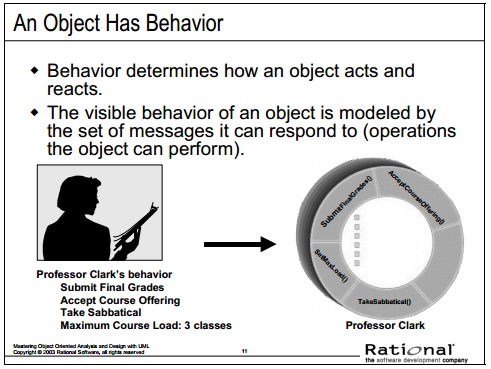 An Object Has Behavior
Behavior determines how an object acts and
reacts.
The visible behavior of an object is modeled by
the set of messages it can respond to (operations
the object can perform).
SubmitFinalGrades()
AcceptCourseOffering()
SetMaxLoad()
TakeSabbatical()
Professor Clark's behavior
Submit Final Grades
Accept Course Offering
Take Sabbatical
Maximum Course Load: 3 classes
Professor Clark
Mastering Object Oriented Analysis and Design with UML
Copyright © 2003 Rational Software, all rights reserved
11
Rational
the software development company